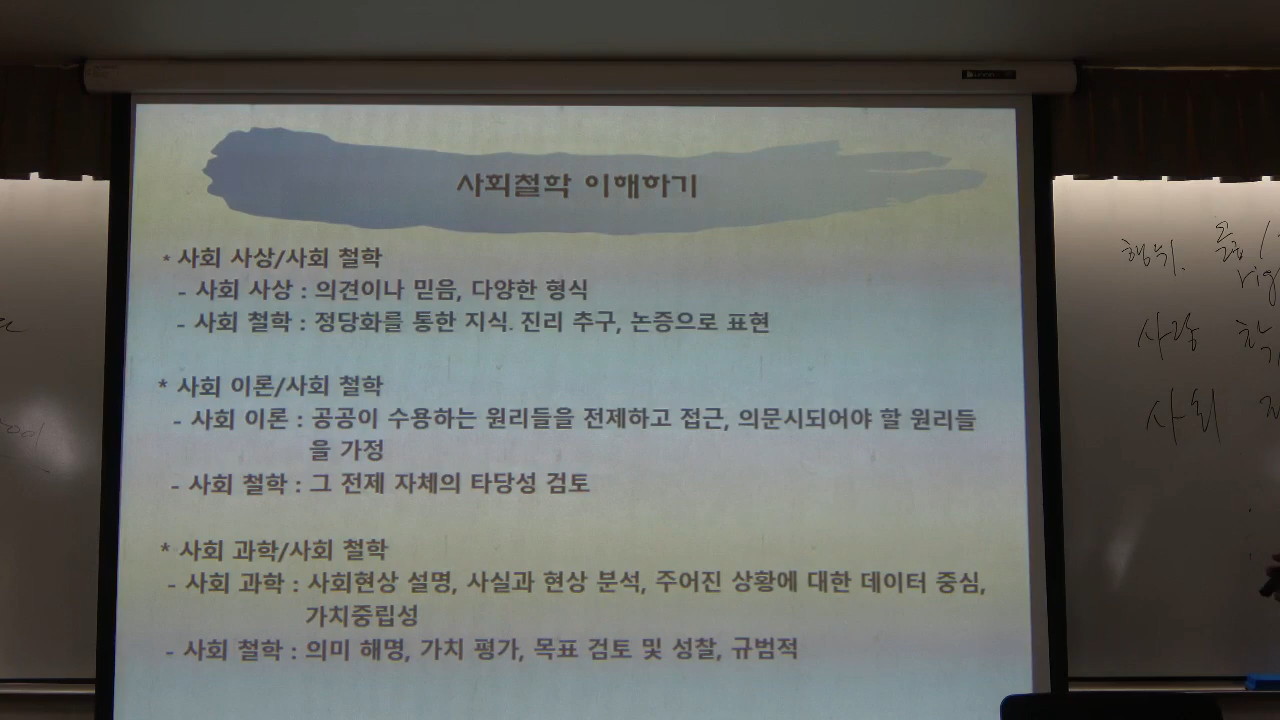 사회철학 이해하기
* 사회 사상/사회 철학
- 사회 사상 : 의견이나 믿음, 다양한 형식
- 사회 철학 : 정당화를 통한 지식. 진리 추구, 논증으로 표현
* 사회 이론/사회 철학
- 사회 이론 : 공공이 수용하는 원리들을 전제하고 접근, 의문시되어야 할 원리들
을 가정
- 사회 철학 : 그 전제 자체의 타당성 검토
* 사회 과학/사회 철학
- 사회 과학 : 사회현상 설명, 사실과 현상 분석, 주어진 상황에 대한 데이터 중심,
가치중립성
- 사회 철학 : 의미 해명, 가치 평가, 목표 검토 및 성찰, 규범적
행위.
사랑
사회